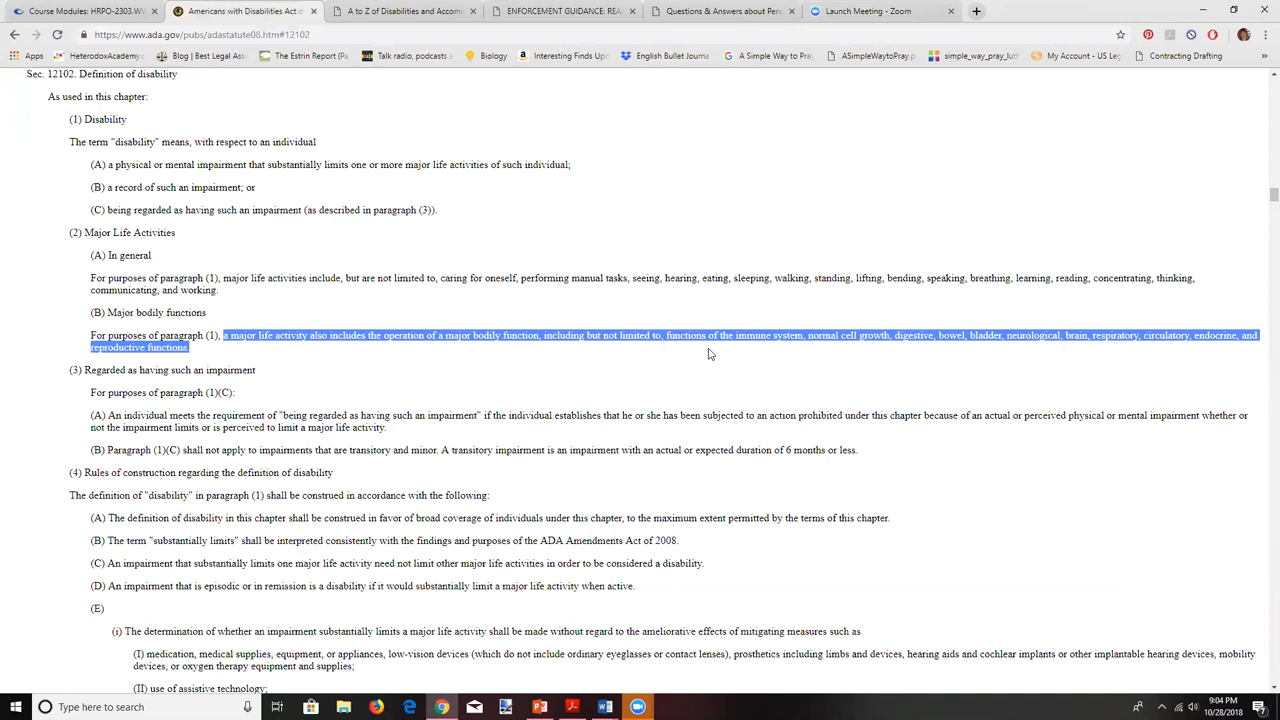 Course Modules: HRPO-2303.WW
Americans with Disabilities Act o
A to Z of Disabilities and Accomm
ENFORCEMENT GUIDANCE: REA
Questions & Answers about Pers
Launch Meeting - Zoom
https://www.ada.gov/pubs/adastatute08.htm#12102
Apps
HeterodoxAcademy.
Blog | Best Legal Assi
The Estrin Report (Pa
Talk radio, podcasts a
Biology
Interesting Finds Upd
English Bullet Journa
A Simple Way to Pra
ASimpleWaytoPray.p
simple_way_pray_luth
My Account - US Leg
Contracting Drafting
Sec. 12102. Definition of disability
As used in this chapter:
(1) Disability
The term "disability" means, with respect to an individual
(A) a physical or mental impairment that substantially limits one or more major life activities of such individual;
(B) a record of such an impairment; or
(C) being regarded as having such an impairment (as described in paragraph (3)).
(2) Major Life Activities
(A) In general
For purposes of paragraph (1), major life activities include, but are not limited to, caring for oneself, performing manual tasks, seeing, hearing, eating, sleeping, walking, standing, lifting, bending, speaking, breathing, learning, reading, concentrating, thinking,
communicating, and working.
(B) Major bodily functions
For purposes of paragraph (1), a major life activity also includes the operation of a major bodily function, including but not limited to, functions of the immune system, normal cell growth, digestive, bowel, bladder, neurological, brain, respiratory, circulatory, endocrine, and
reproductive functions.
(3) Regarded as having such an impairment
For purposes of paragraph (1)(C):
(A) An individual meets the requirement of "being regarded as having such an impairment" if the individual establishes that he or she has been subjected to an action prohibited under this chapter because of an actual or perceived physical or mental impairment whether or
not the impairment limits or is perceived to limit a major life activity.
(B) Paragraph (1)(C) shall not apply to impairments that are transitory and minor. A transitory impairment is an impairment with an actual or expected duration of 6 months or less.
(4) Rules of construction regarding the definition of disability
The definition of "disability" in paragraph (1) shall be construed in accordance with the following:
(A) The definition of disability in this chapter shall be construed in favor of broad coverage of individuals under this chapter, to the maximum extent permitted by the terms of this chapter.
(B) The term "substantially limits" shall be interpreted consistently with the findings and purposes of the ADA Amendments Act of 2008.
(C) An impairment that substantially limits one major life activity need not limit other major life activities in order to be considered a disability.
(D) An impairment that is episodic or in remission is a disability if it would substantially limit a major life activity when active.
(E)
(i) The determination of whether an impairment substantially limits a major life activity shall be made without regard to the ameliorative effects of mitigating measures such as
(I) medication, medical supplies, equipment, or appliances, low-vision devices (which do not include ordinary eyeglasses or contact lenses), prosthetics including limbs and devices, hearing aids and cochlear implants or other implantable hearing devices, mobility
devices, or oxygen therapy equipment and supplies;
(II) use of assistive technology;
Type here to search
9:04 PM
10/28/2018